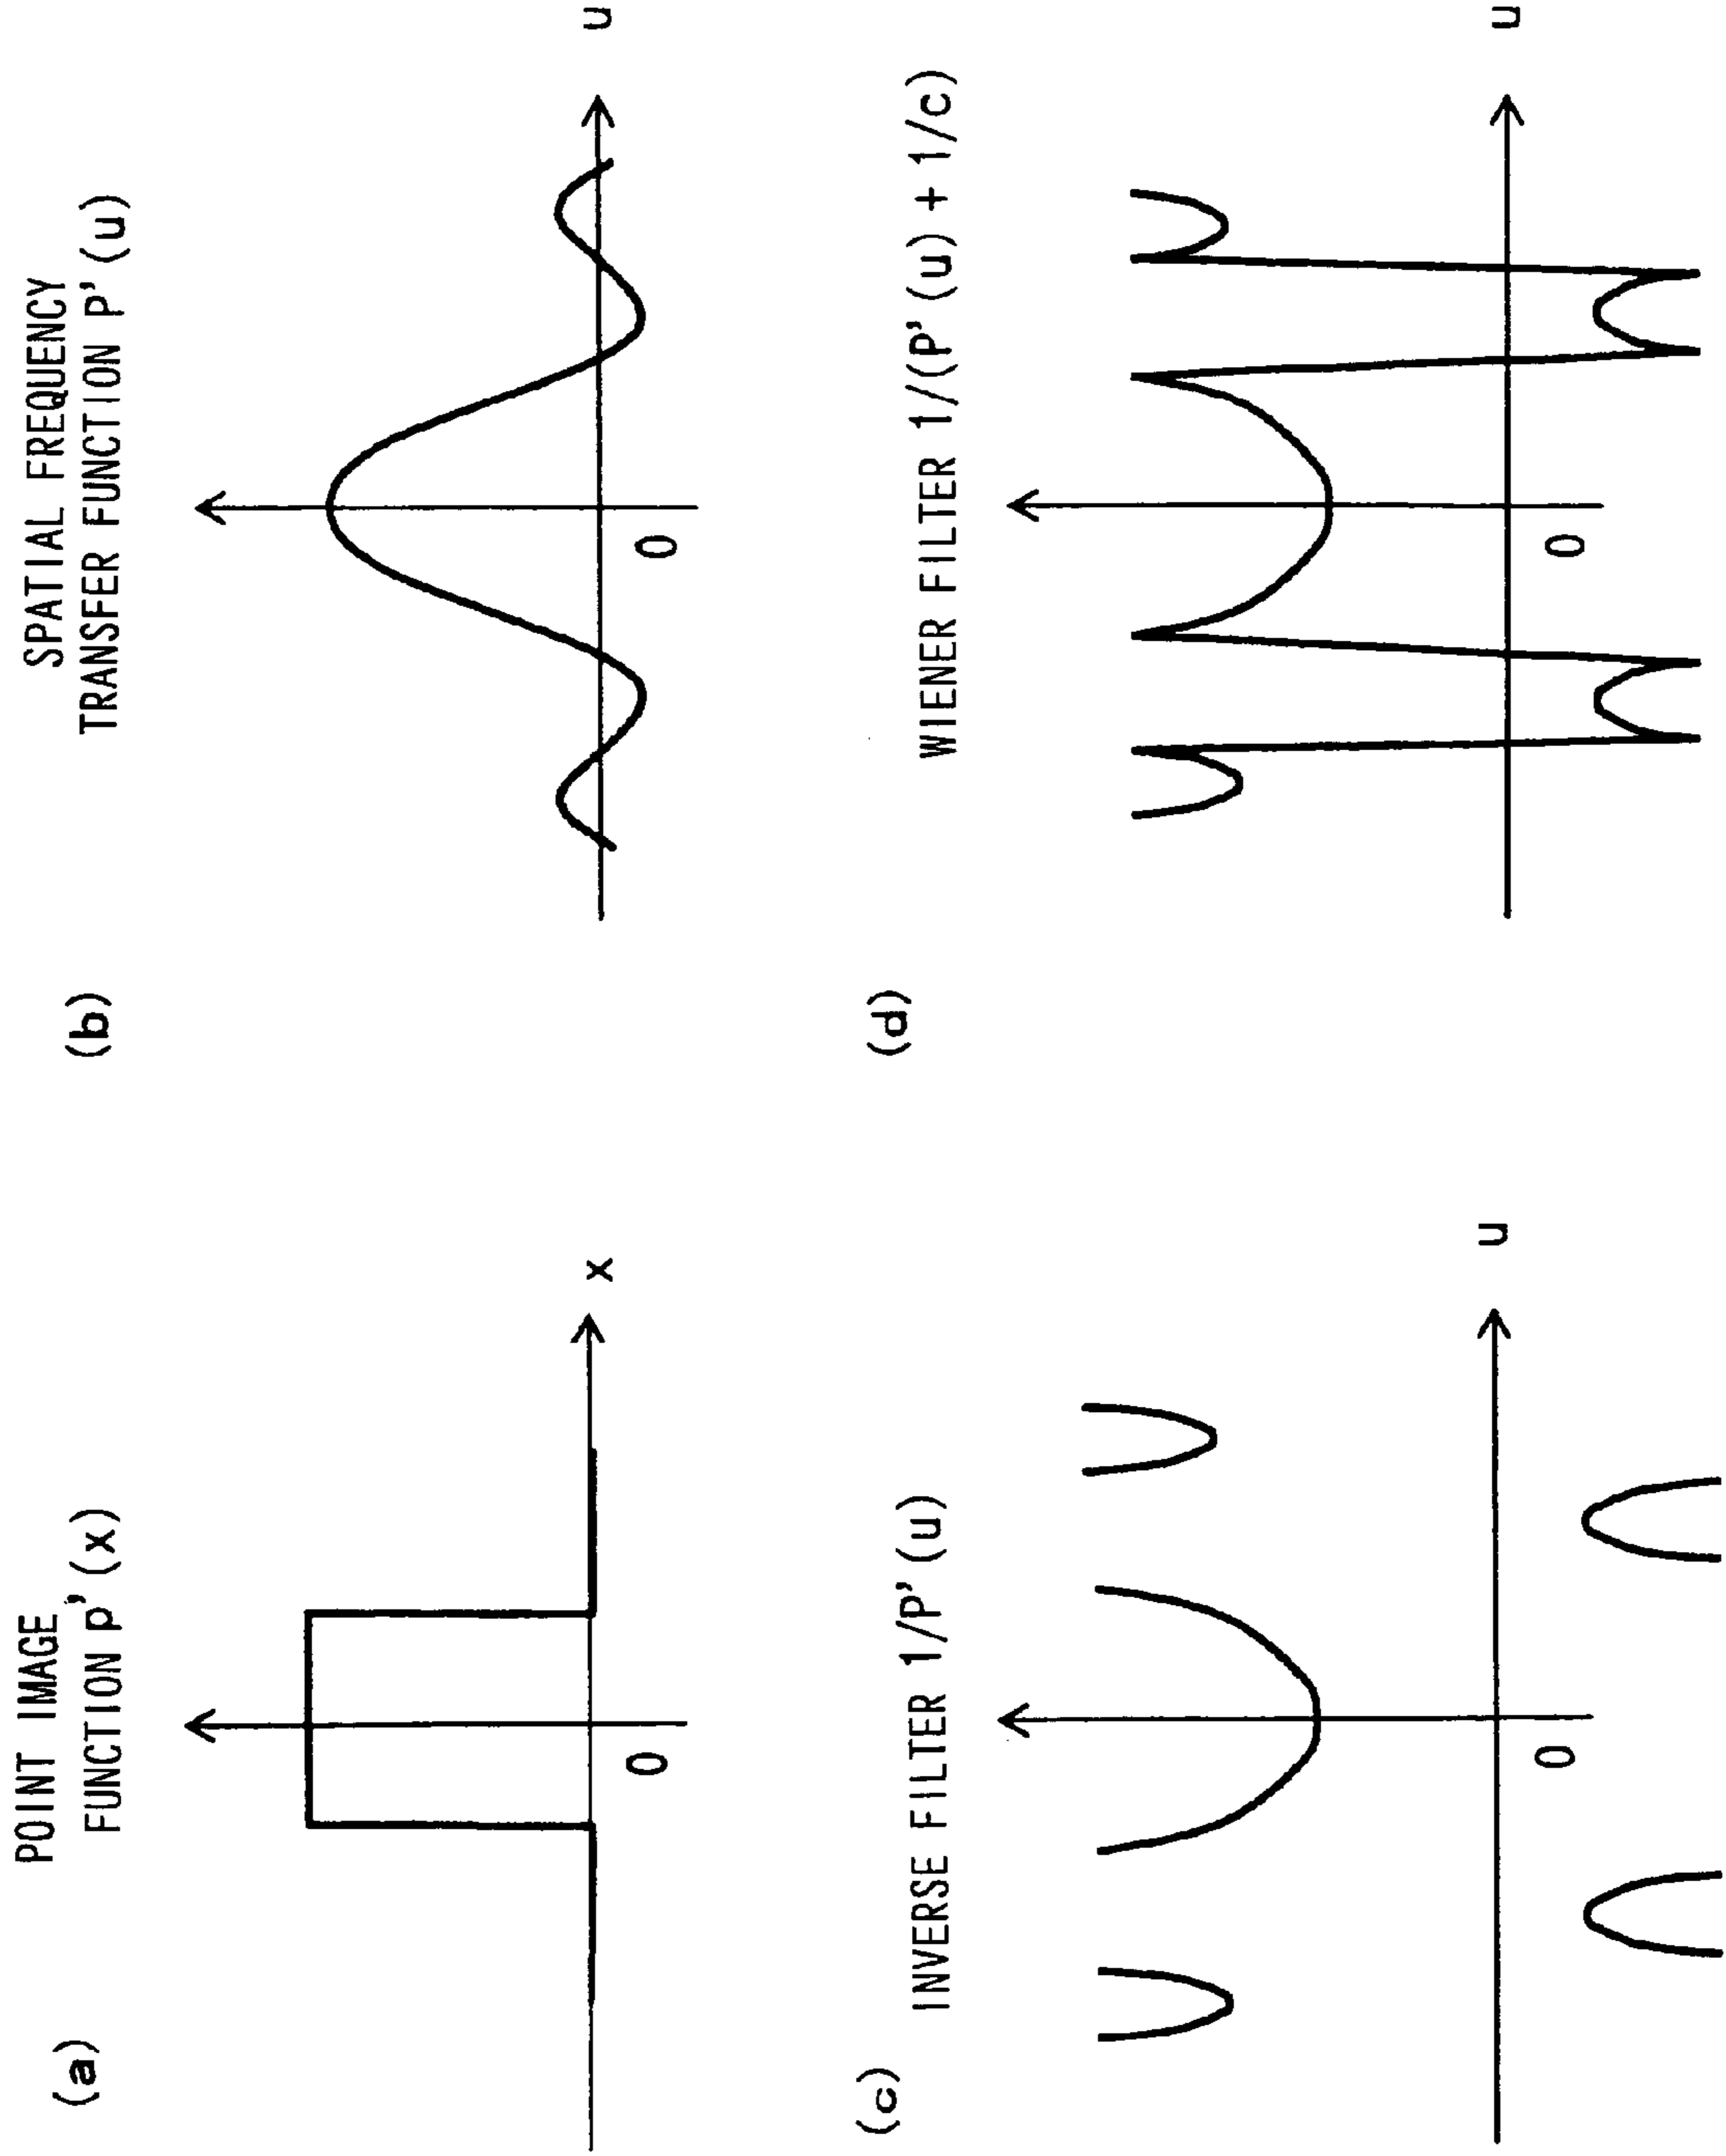 (a)
POINT IMAGE
FUNCTION p'(x)
x
0
(b)
SPATIAL FREQUENCY
TRANSFER FUNCTION P'(u)
u
0
(c)
INVERSE FILTER 1/P'(u)
u
0
(d)
WIENER FILTER 1/(P'(u) + 1/c)
u
0